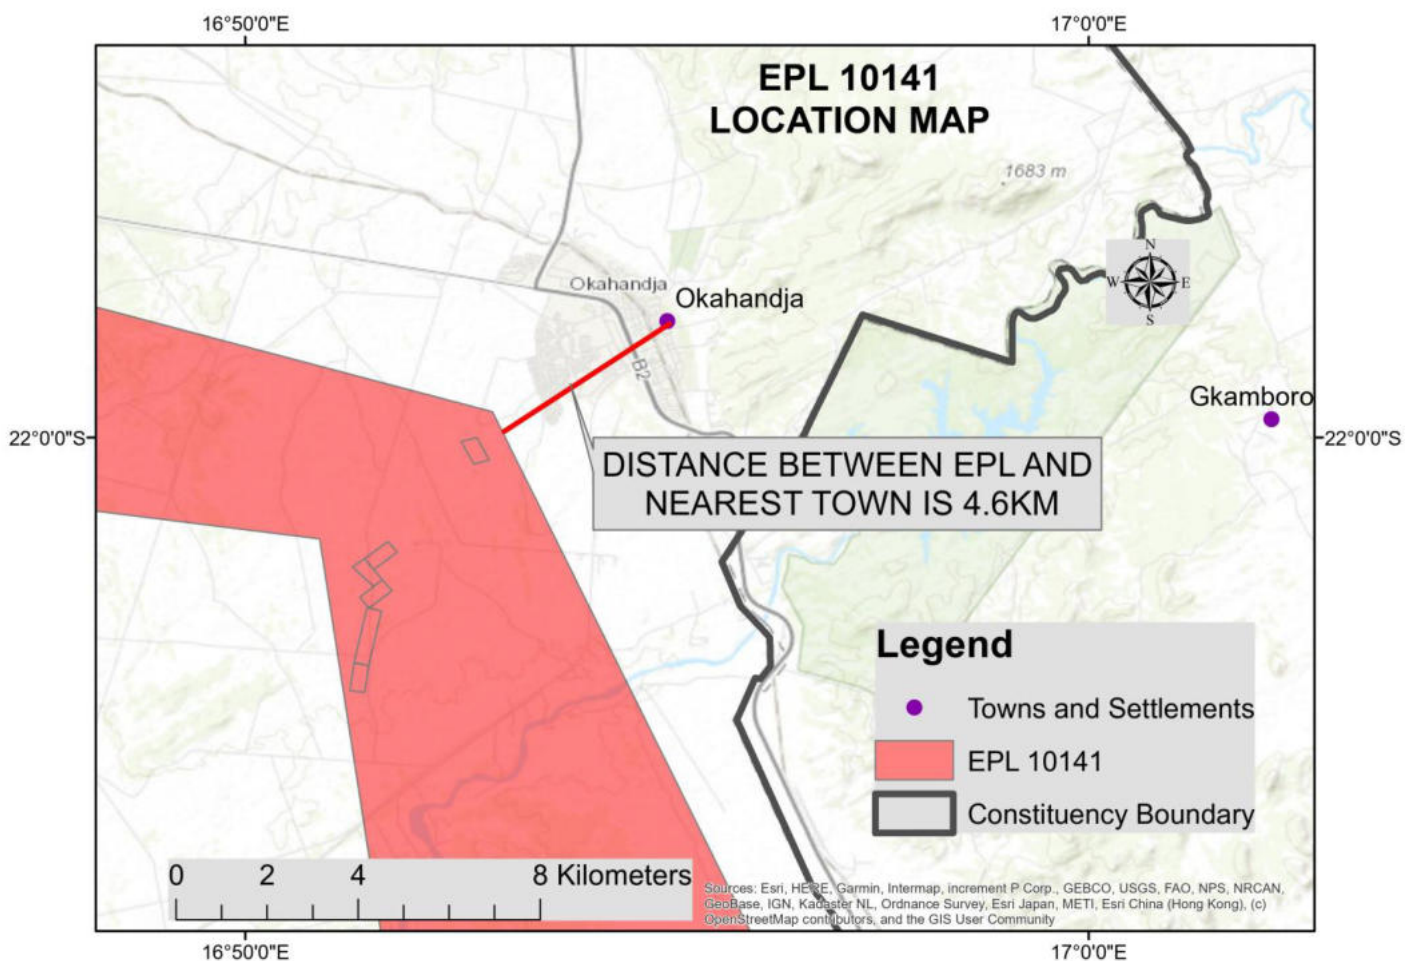 16°50'0"E
17°0'0"E
EPL 10141
LOCATION MAP
1683 m
N
W
E
S
Okahandja
Okahandja
B2
Gkamboro
22°0'0"S
22°0'0"S
DISTANCE BETWEEN EPL AND
NEAREST TOWN IS 4.6KM
Legend
Towns and Settlements
EPL 10141
Constituency Boundary
0 2 4 8 Kilometers
Sources: Esri, HERE, Garmin, Intermap, increment P Corp., GEBCO, USGS, FAO, NPS, NRCAN,
GeoBase, IGN, Kadaster NL, Ordnance Survey, Esri Japan, METI, Esri China (Hong Kong), (c)
OpenStreetMap contributors, and the GIS User Community
16°50'0"E
17°0'0"E